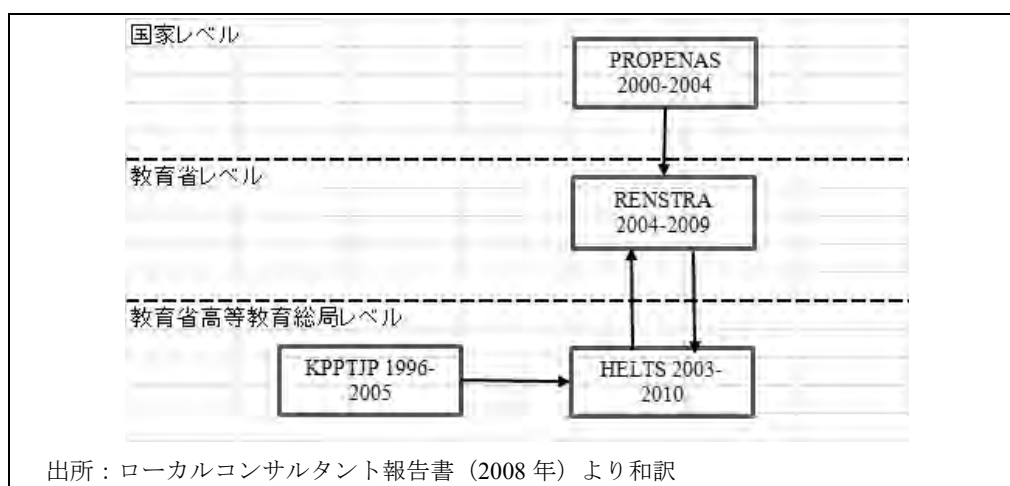 国家レベル
PROPENAS
2000-2004
教育省レベル
RENSTRA
2004-2009
教育省高等教育総局レベル
KPPTJP 1996-
2005
HELTS 2003-
2010
出所：ローカルコンサルタント報告書（2008 年）より和訳